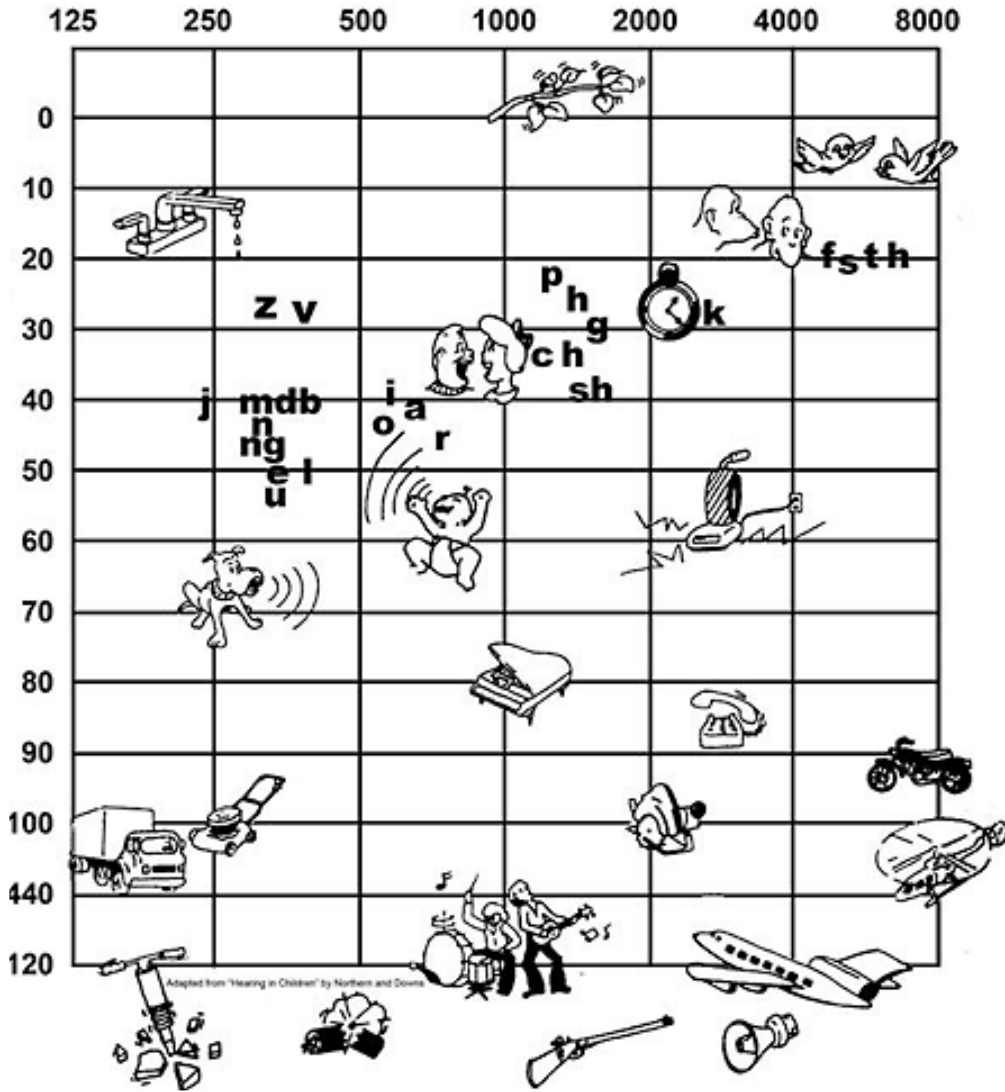 125 250 500 1000 2000 4000 8000
0
10
20
f s t h
p
z v
h
k
30
g
c h
sh
j mdb
i
40
a
n
o
ng
r
50
e l
u
60
70
80
90
100
440
120
Adapted from "Hearing in Children" by Northern and Downs